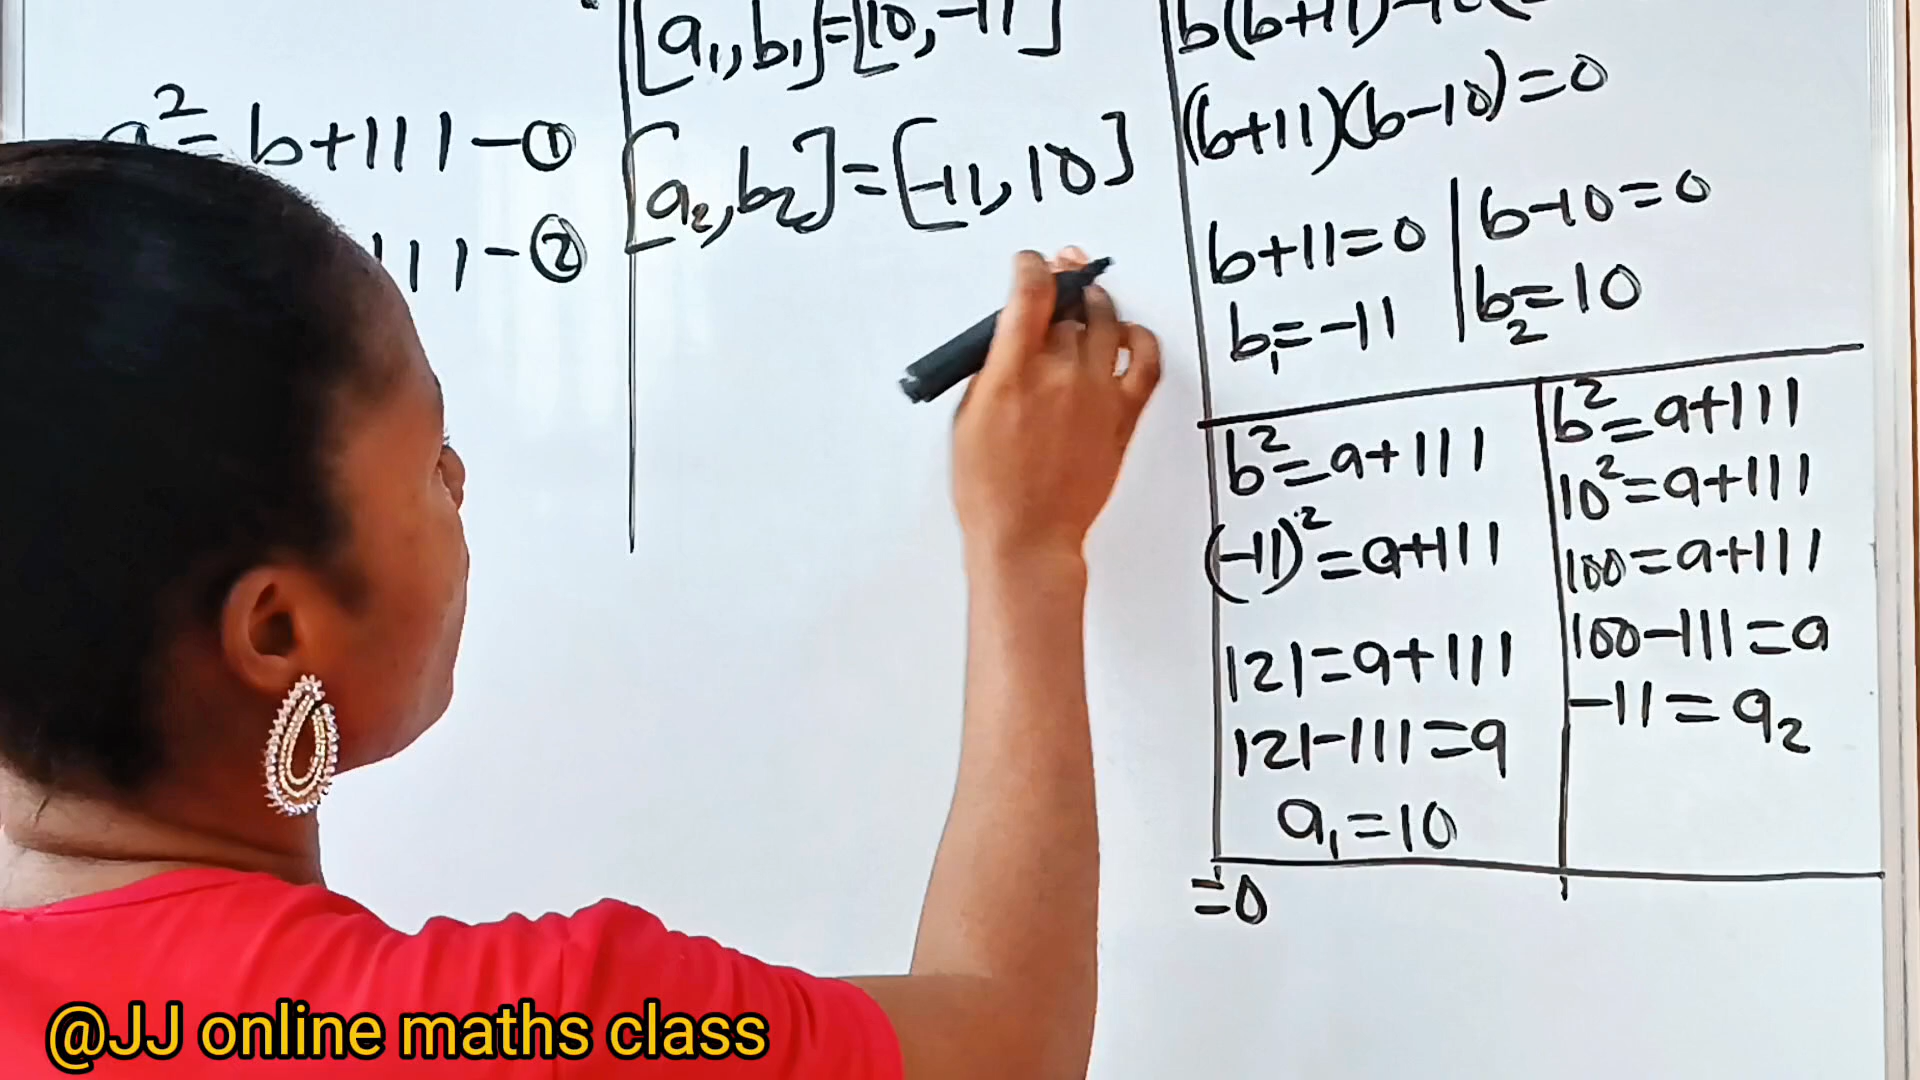 a²=b+111-①
111-②
[a₁,b₁]=[10,-11]
[a₂,b₂]=[-11,10]
b(b+11)-10(
(b+11)(b-10)=0
b+11=0
b₁=-11
b-10=0
b₂=10
b²=a+111
(-11)²=a+111
121=a+111
121-111=a
a₁=10
b²=a+111
10²=a+111
100=a+111
100-111=a
-11=a₂
=0
@JJ online maths class